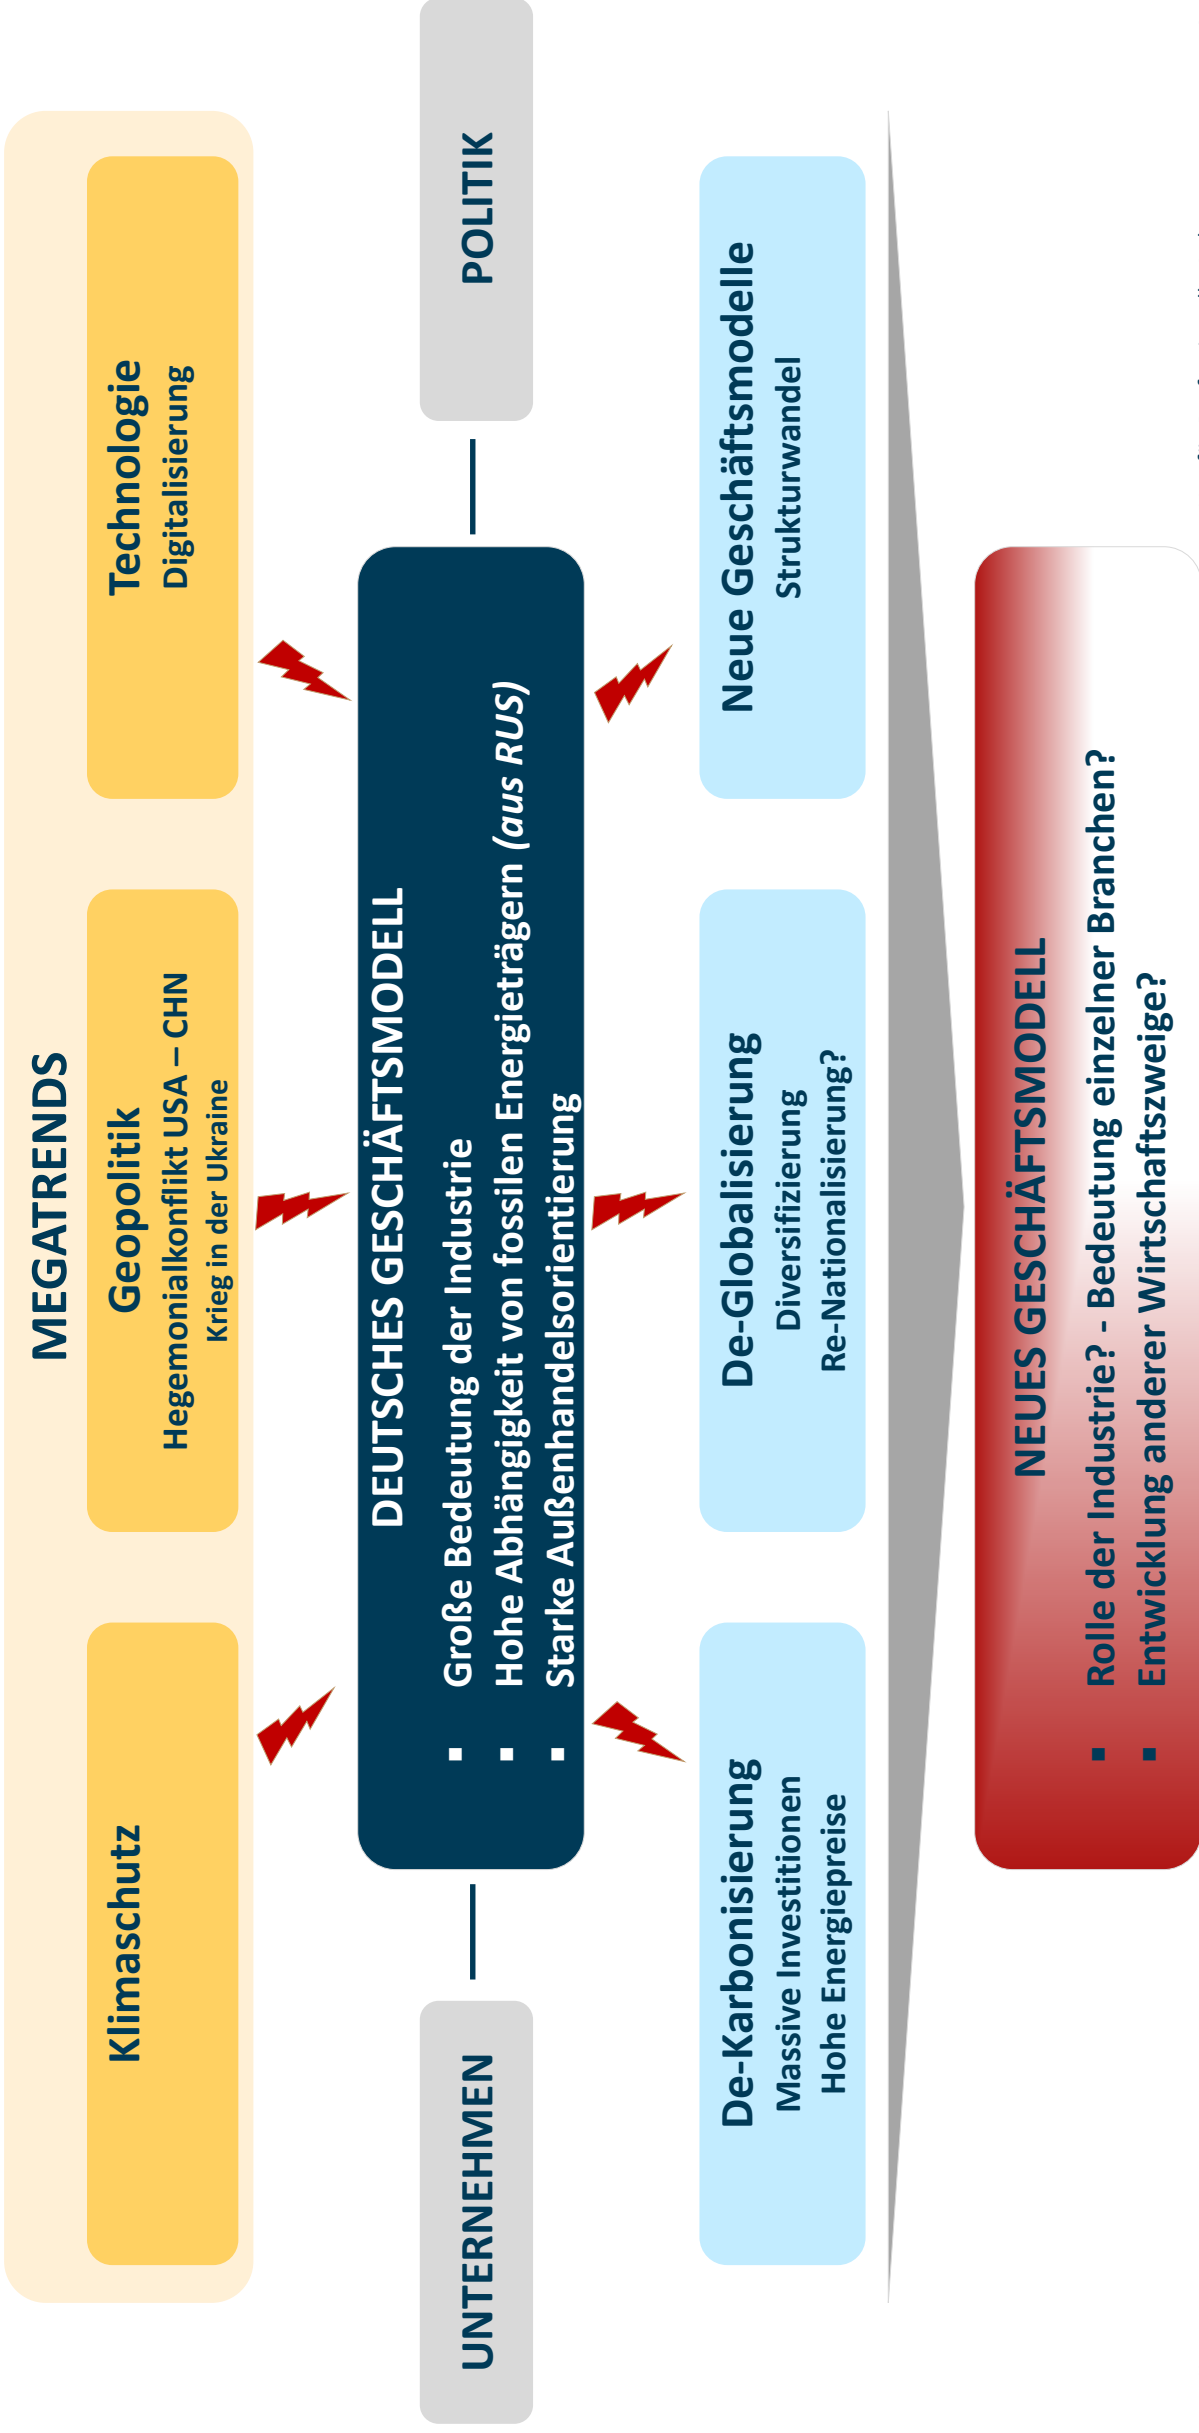 MEGATRENDS
Klimaschutz
Geopolitik
Hegemonialkonflikt USA – CHN
Krieg in der Ukraine
Technologie
Digitalisierung
UNTERNEHMEN
DEUTSCHES GESCHÄFTSMODELL
▪ Große Bedeutung der Industrie
▪ Hohe Abhängigkeit von fossilen Energieträgern (aus RUS)
▪ Starke Außenhandelsorientierung
POLITIK
De-Karbonisierung
Massive Investitionen
Hohe Energiepreise
De-Globalisierung
Diversifizierung
Re-Nationalisierung?
Neue Geschäftsmodelle
Strukturwandel
NEUES GESCHÄFTSMODELL
▪ Rolle der Industrie? - Bedeutung einzelner Branchen?
▪ Entwicklung anderer Wirtschaftszweige?